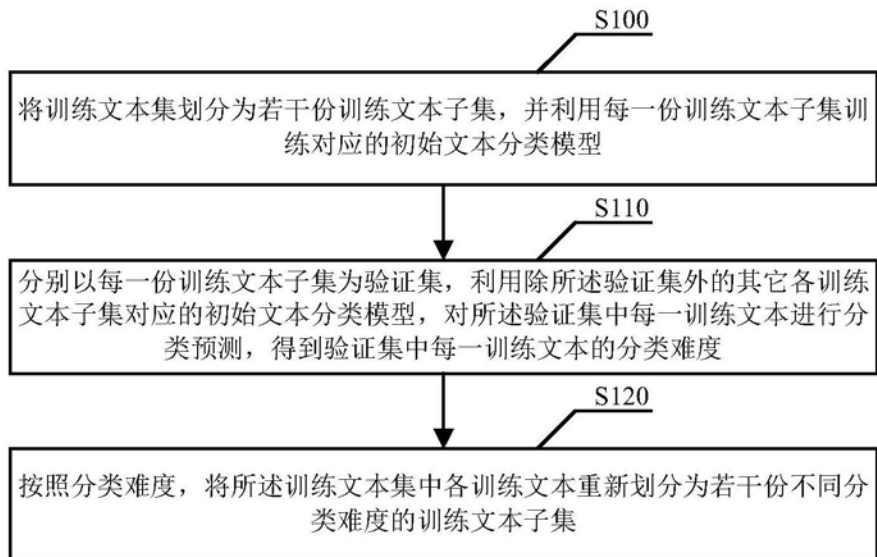 S100
将训练文本集划分为若干份训练文本子集，并利用每一份训练文本子集训
练对应的初始文本分类模型
S110
分别以每一份训练文本子集为验证集，利用除所述验证集外的其它各训练
文本子集对应的初始文本分类模型，对所述验证集中每一训练文本进行分
类预测，得到验证集中每一训练文本的分类难度
S120
按照分类难度，将所述训练文本集中各训练文本重新划分为若干份不同分
类难度的训练文本子集